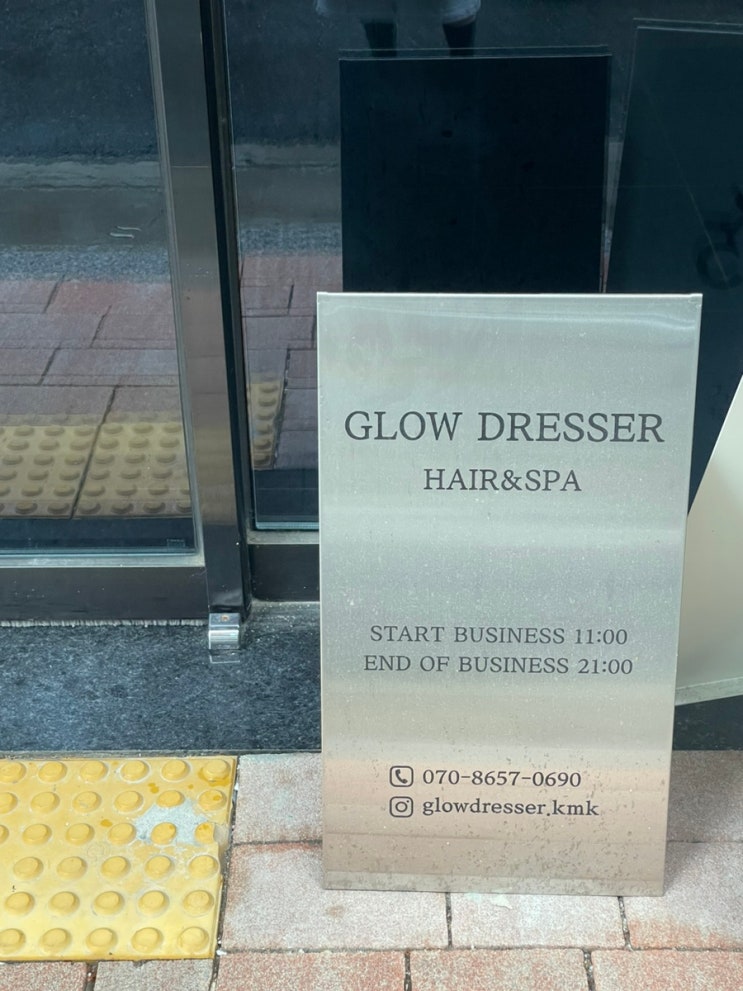 GLOW DRESSER
HAIR&SPA
START BUSINESS 11:00
END OF BUSINESS 21:00
070-8657-0690
glowdresser.kmk